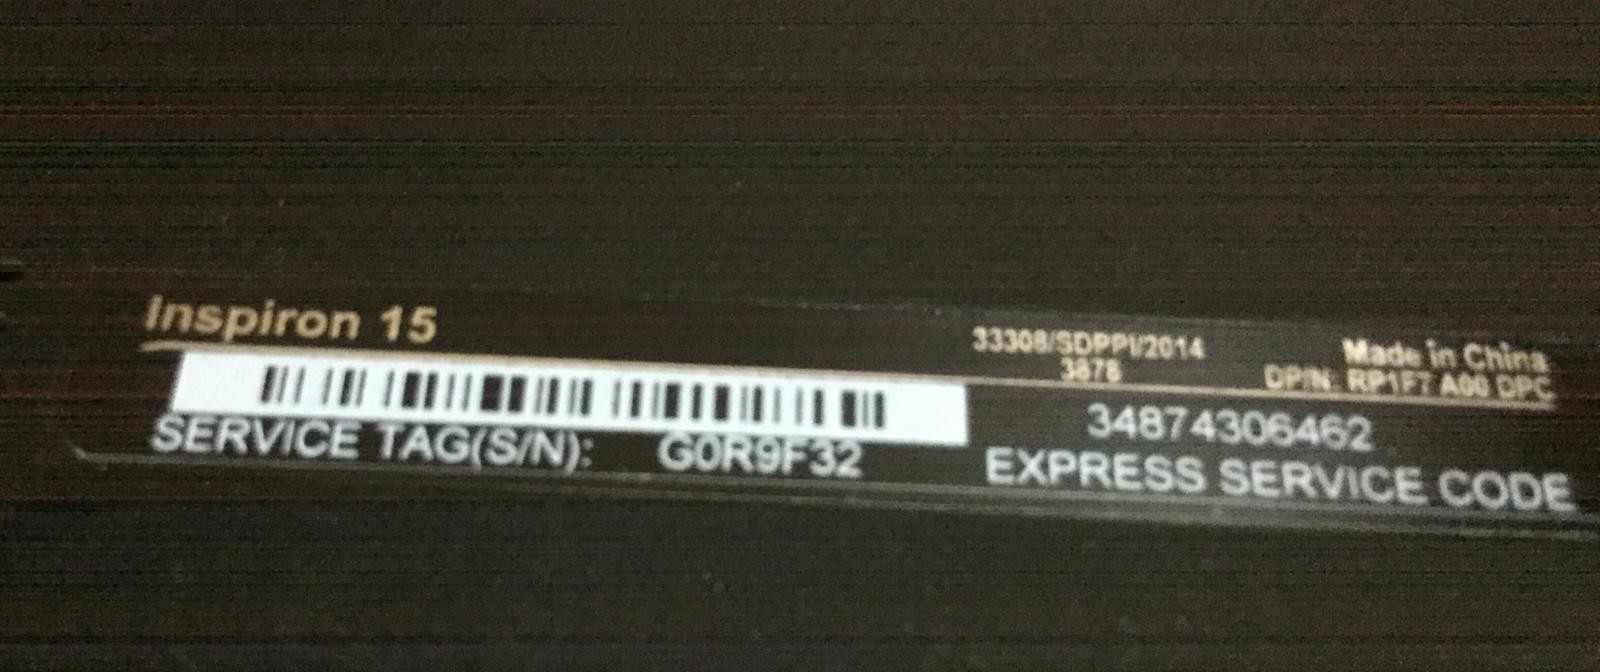 Inspiron 15
33308/SDPPI/2014
3878
Made in China
DP/N: RP1F7 A00 DPC
SERVICE TAG(S/N): G0R9F32
34874306462
EXPRESS SERVICE CODE